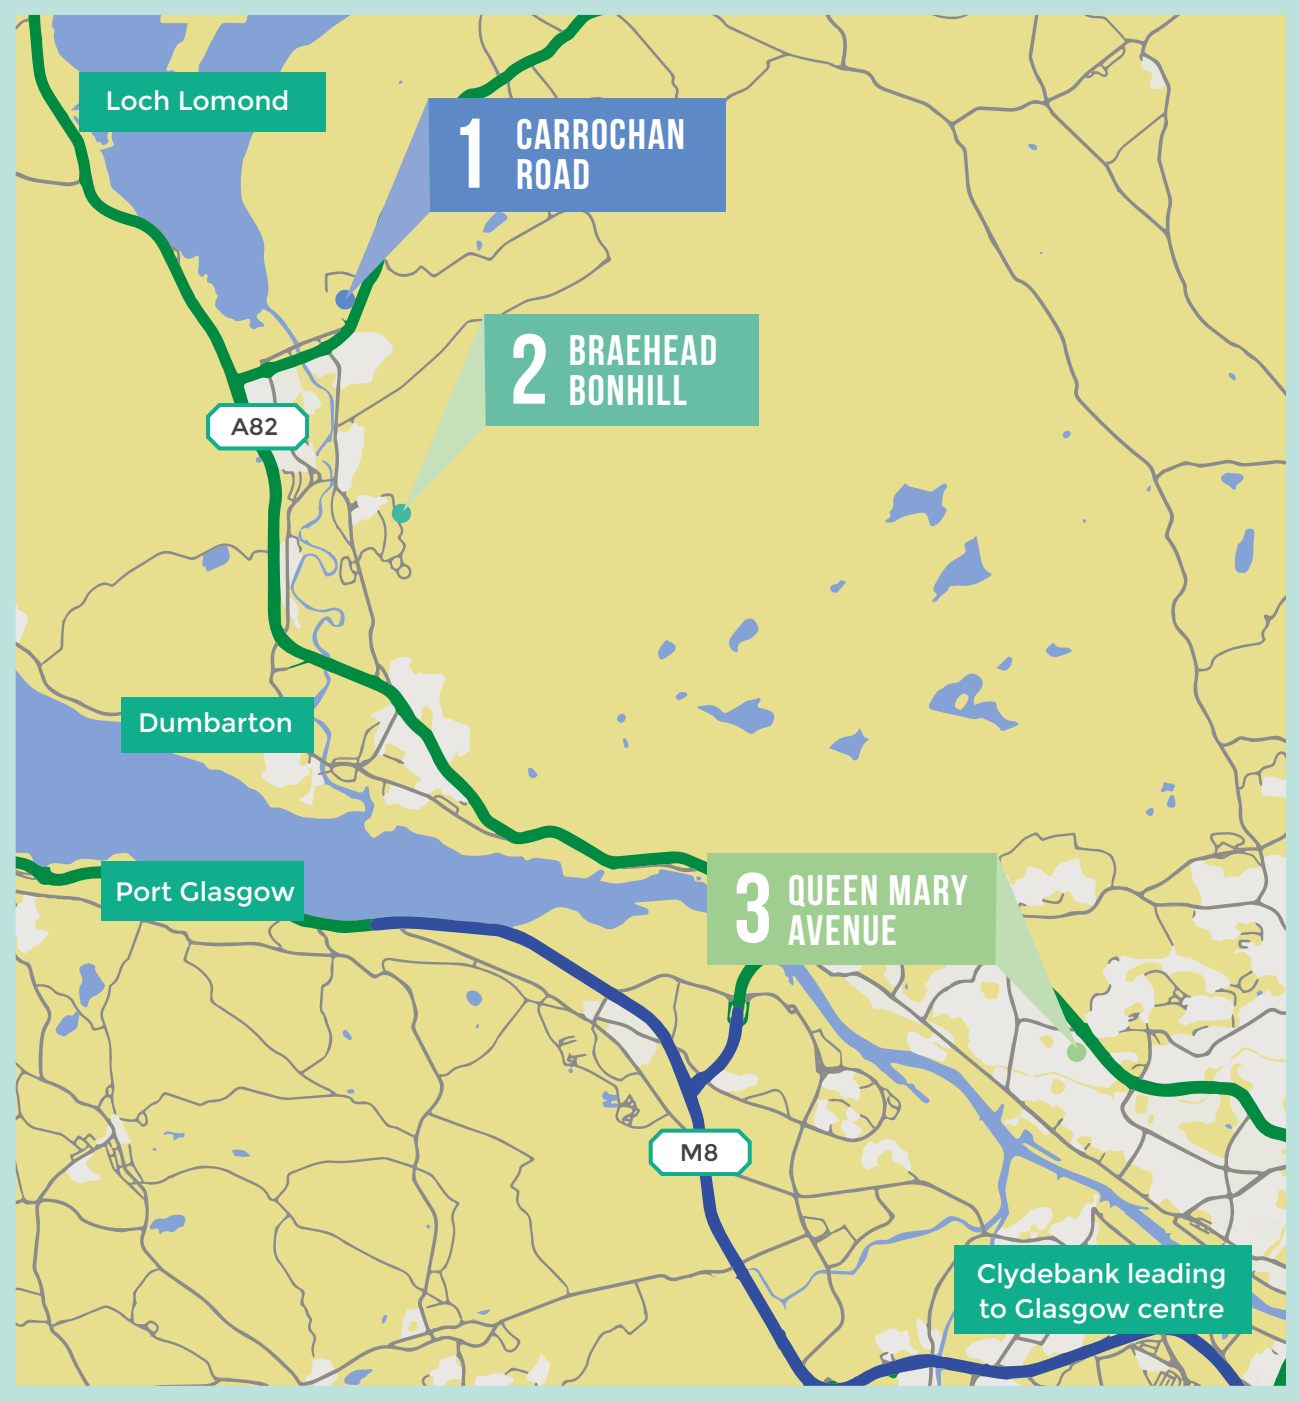 Loch Lomond
1 CARROCHAN
ROAD
2 BRAEHEAD
BONHILL
A82
Dumbarton
Port Glasgow
3 QUEEN MARY
AVENUE
M8
Clydebank leading
to Glasgow centre